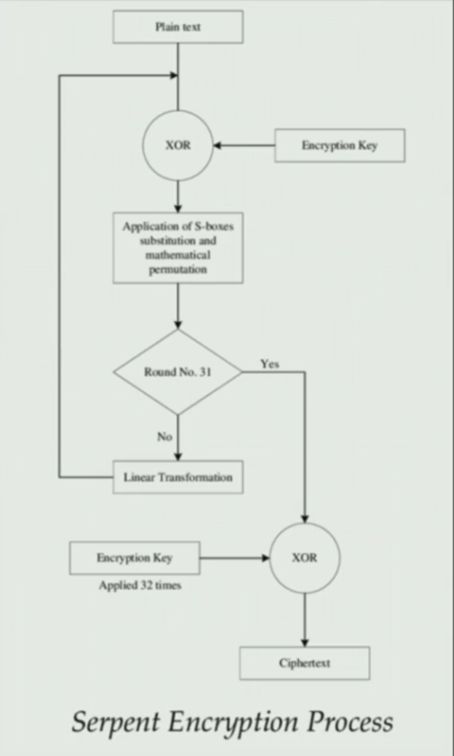 Plain text
XOR
Encryption Key
Application of S-boxes
substitution and
mathematical
permutation
Round No. 31
Yes
No
Linear Transformation
Encryption Key
XOR
Applied 32 times
Ciphertext
Serpent Encryption Process